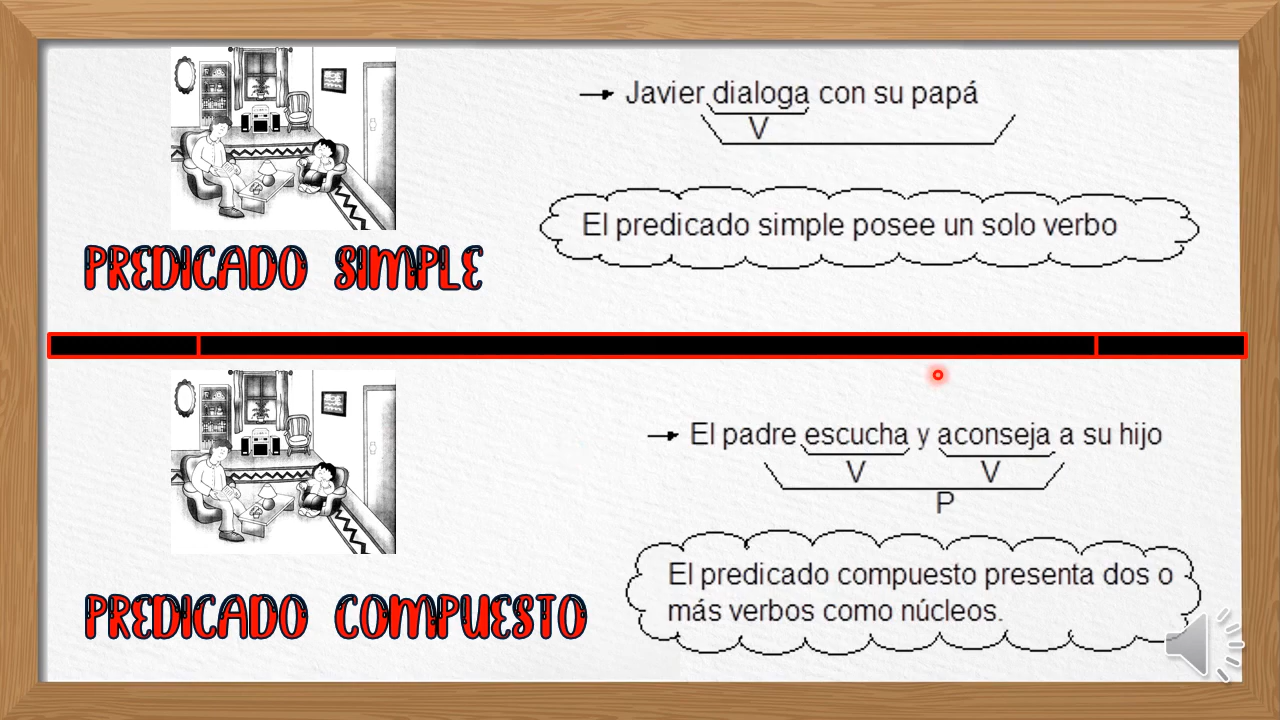 Javier dialoga con su papá
V
El predicado simple posee un solo verbo
PREDICADO SIMPLE
El padre escucha y aconseja a su hijo
V V
P
El predicado compuesto presenta dos o
más verbos como núcleos.
PREDICADO COMPUESTO